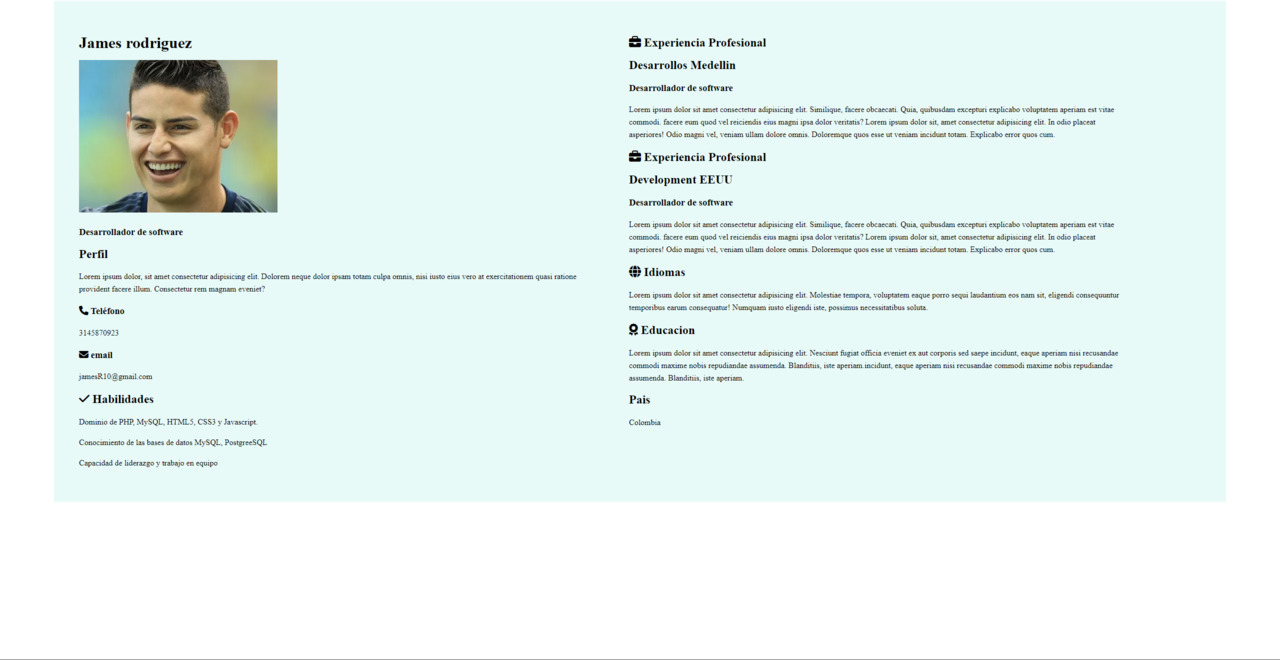 James rodriguez
Desarrollador de software
Perfil
Lorem ipsum dolor, sit amet consectetur adipisicing elit. Dolorem neque dolor ipsam totam culpa omnis, nisi iusto eius vero at exercitationem quasi ratione
provident facere illum. Consectetur rem magnam eveniet?
Teléfono
3145870923
email
jamesR10@gmail.com
Habilidades
Dominio de PHP, MySQL, HTML5, CSS3 y Javascript.
Conocimiento de las bases de datos MySQL, PostgreeSQL
Capacidad de liderazgo y trabajo en equipo
Experiencia Profesional
Desarrollos Medellin
Desarrollador de software
Lorem ipsum dolor sit amet consectetur adipisicing elit. Similique, facere obcaecati. Quia, quibusdam excepturi explicabo voluptatem aperiam est vitae
commodi. facere eum quod vel reiciendis eius magni ipsa dolor veritatis? Lorem ipsum dolor sit, amet consectetur adipisicing elit. In odio placeat
asperiores! Odio magni vel, veniam ullam dolore omnis. Doloremque quos esse ut veniam incidunt totam. Explicabo error quos cum.
Experiencia Profesional
Development EEUU
Desarrollador de software
Lorem ipsum dolor sit amet consectetur adipisicing elit. Similique, facere obcaecati. Quia, quibusdam excepturi explicabo voluptatem aperiam est vitae
commodi. facere eum quod vel reiciendis eius magni ipsa dolor veritatis? Lorem ipsum dolor sit, amet consectetur adipisicing elit. In odio placeat
asperiores! Odio magni vel, veniam ullam dolore omnis. Doloremque quos esse ut veniam incidunt totam. Explicabo error quos cum.
Idiomas
Lorem ipsum dolor sit amet consectetur adipisicing elit. Molestiae tempora, voluptatem eaque porro sequi laudantium eos nam sit, eligendi consequuntur
temporibus earum consequatur! Numquam iusto eligendi iste, possimus necessitatibus soluta.
Educacion
Lorem ipsum dolor sit amet consectetur adipisicing elit. Nesciunt fugiat officia eveniet ex aut corporis sed saepe incidunt, eaque aperiam nisi recusandae
commodi maxime nobis repudiandae assumenda. Blanditiis, iste aperiam.incidunt, eaque aperiam nisi recusandae commodi maxime nobis repudiandae
assumenda. Blanditiis, iste aperiam.
Pais
Colombia